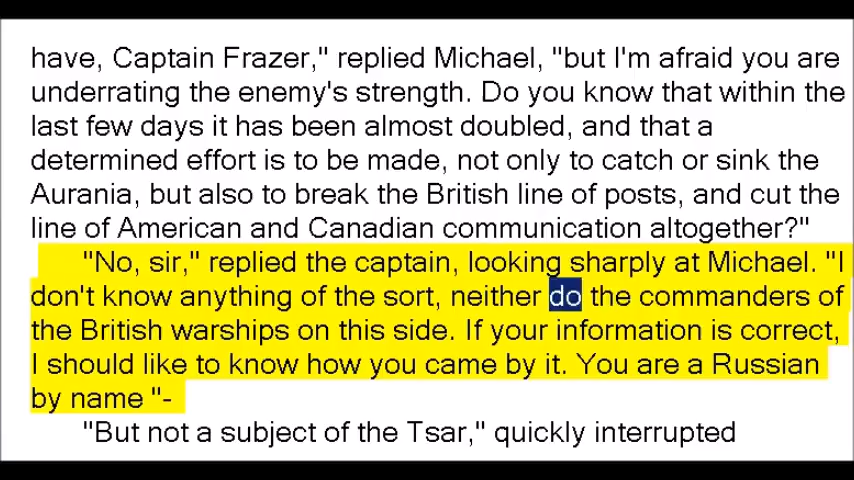 have, Captain Frazer," replied Michael, "but I'm afraid you are
underrating the enemy's strength. Do you know that within the
last few days it has been almost doubled, and that a
determined effort is to be made, not only to catch or sink the
Aurania, but also to break the British line of posts, and cut the
line of American and Canadian communication altogether?"
"No, sir," replied the captain, looking sharply at Michael. "I
don't know anything of the sort, neither do the commanders of
the British warships on this side. If your information is correct,
I should like to know how you came by it. You are a Russian
by name "-
"But not a subject of the Tsar," quickly interrupted